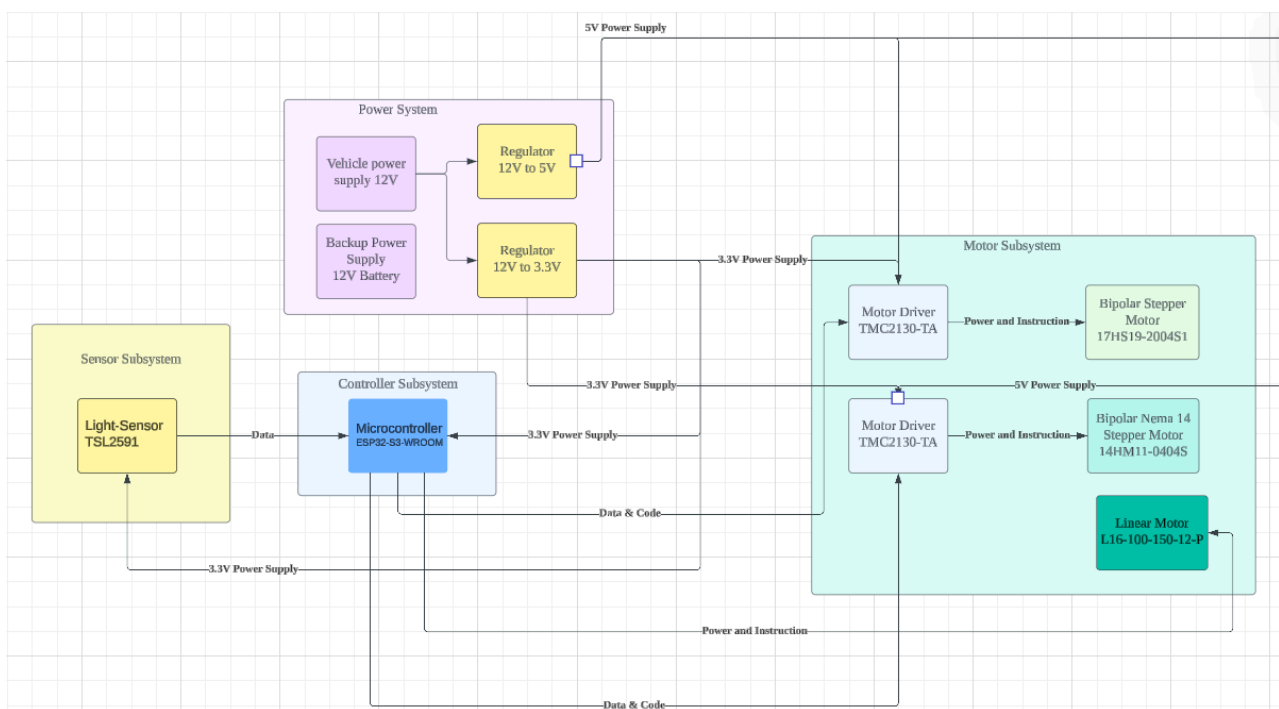 5V Power Supply
Power System
Vehicle power
supply 12V
Regulator
12V to 5V
Backup Power
Supply
12V Battery
Regulator
12V to 3.3V
3.3V Power Supply
Motor Subsystem
Motor Driver
TMC2130-TA
Power and Instruction
Bipolar Stepper
Motor
17HS19-2004S1
Sensor Subsystem
Light-Sensor
TSL2591
Data
Controller Subsystem
Microcontroller
ESP32-S3-WROOM
3.3V Power Supply
3.3V Power Supply
5V Power Supply
Motor Driver
TMC2130-TA
Power and Instruction
Bipolar Nema 14
Stepper Motor
14HM11-0404S
Data & Code
Linear Motor
L16-100-150-12-P
3.3V Power Supply
Power and Instruction
Data & Code